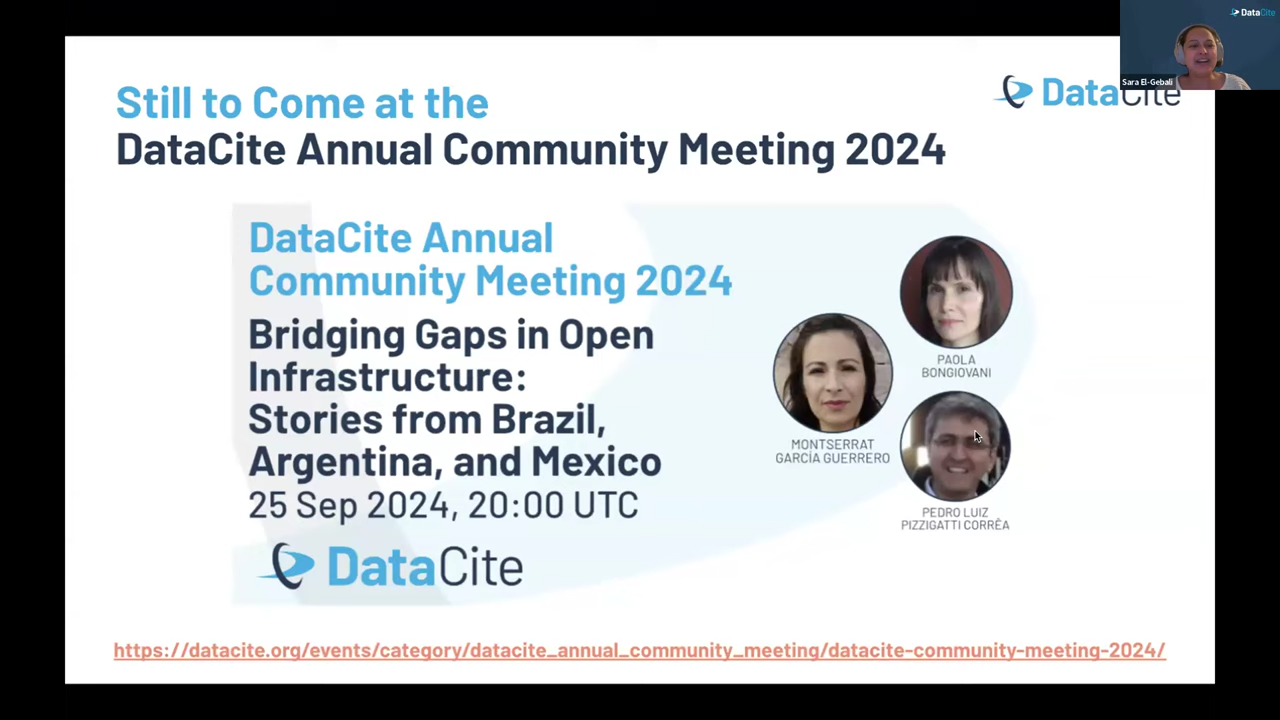 Still to Come at the
DataCite Annual Community Meeting 2024
DataCite
DataCite
Sara El-Gebali
DataCite Annual
Community Meeting 2024
Bridging Gaps in Open
Infrastructure:
Stories from Brazil,
Argentina, and Mexico
25 Sep 2024, 20:00 UTC
DataCite
PAOLA
BONGIOVANI
MONTSERRAT
GARCÍA GUERRERO
PEDRO LUIZ
PIZZIGATTI CORRÊA
https://datacite.org/events/category/datacite_annual_community_meeting/datacite-community-meeting-2024/